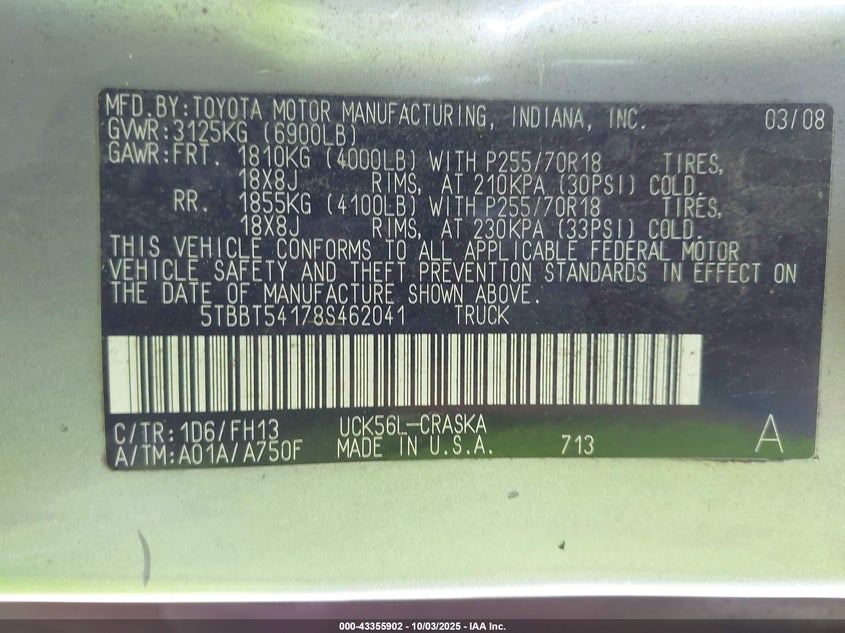 MFD.BY:TOYOTA MOTOR MANUFACTURING, INDIANA, INC. 03/08
GVWR:3125KG (6900LB)
GAWR:FRT. 1810KG (4000LB) WITH P255/70R18 TIRES,
18X8J RIMS, AT 210KPA (30PSI) COLD.
RR. 1855KG (4100LB) WITH P255/70R18 TIRES,
18X8J RIMS, AT 230KPA (33PSI) COLD.
THIS VEHICLE CONFORMS TO ALL APPLICABLE FEDERAL MOTOR
VEHICLE SAFETY AND THEFT PREVENTION STANDARDS IN EFFECT ON
THE DATE OF MANUFACTURE SHOWN ABOVE.
5TBBT54178S462041 TRUCK
C/TR:1D6/FH13 UCK56L-CRASKA A
A/TM:A01A/A750F MADE IN U.S.A. 713
000-43355902 - 10/03/2025 - IAA Inc.